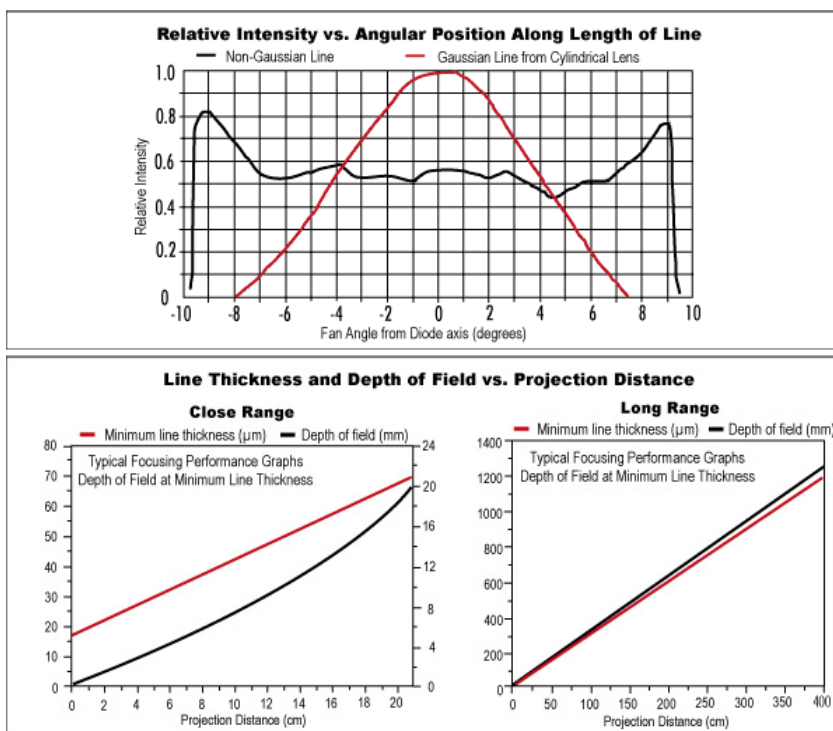 Relative Intensity vs. Angular Position Along Length of Line
Non-Gaussian Line Gaussian Line from Cylindrical Lens
Relative Intensity
1.0
0.8
0.6
0.4
0.2
0
-10 -8 -6 -4 -2 0 2 4 6 7 10
Fan Angle from Diode axis (degrees)
Line Thickness and Depth of Field vs. Projection Distance
Close Range
Minimum line thickness (µm) Depth of field (mm)
Typical Focusing Performance Graphs
Depth of Field at Minimum Line Thickness
80
70
60
50
40
30
20
10
0
24
20
16
12
8
4
0
0 2 4 6 8 10 12 14 16 18 20
Projection Distance (cm)
Long Range
Minimum line thickness (µm) Depth of field (mm)
Typical Focusing Performance Graphs
Depth of Field at Minimum Line Thickness
1400
1200
1000
800
600
400
200
0
0 50 100 150 200 250 300 350 400
Projection Distance (cm)